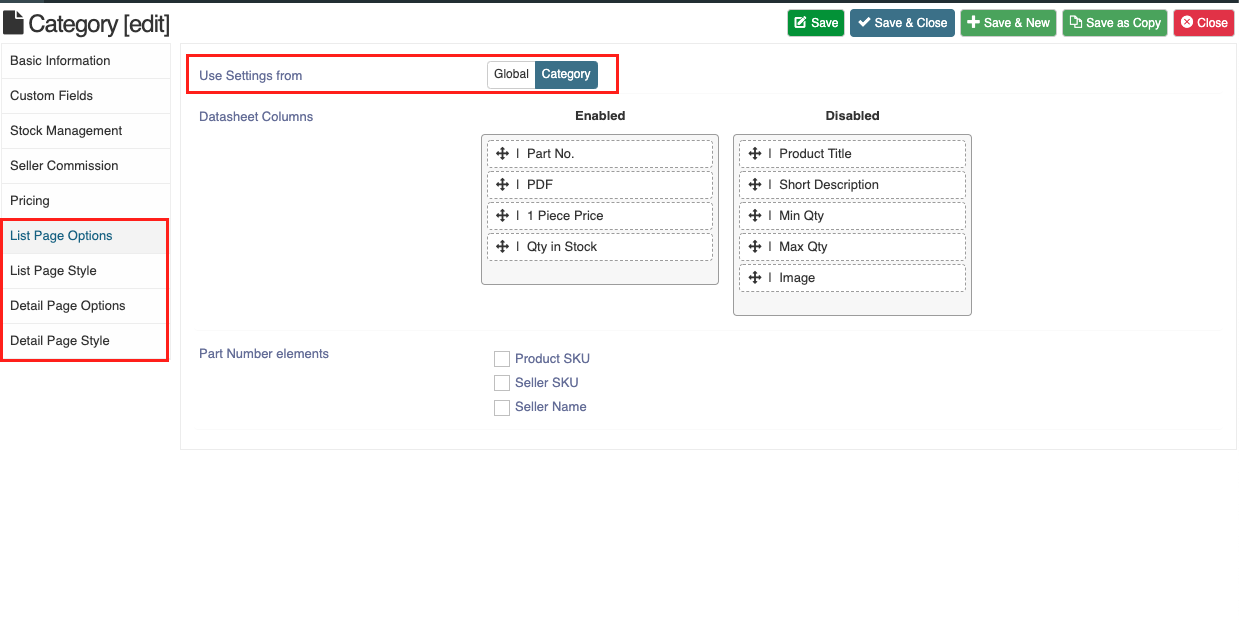 Category [edit]
Save
Save & Close
Save & New
Save as Copy
Close
Basic Information
Custom Fields
Stock Management
Seller Commission
Pricing
List Page Options
List Page Style
Detail Page Options
Detail Page Style
Use Settings from
Global
Category
Datasheet Columns
Enabled
Part No.
PDF
1 Piece Price
Qty in Stock
Disabled
Product Title
Short Description
Min Qty
Max Qty
Image
Part Number elements
Product SKU
Seller SKU
Seller Name